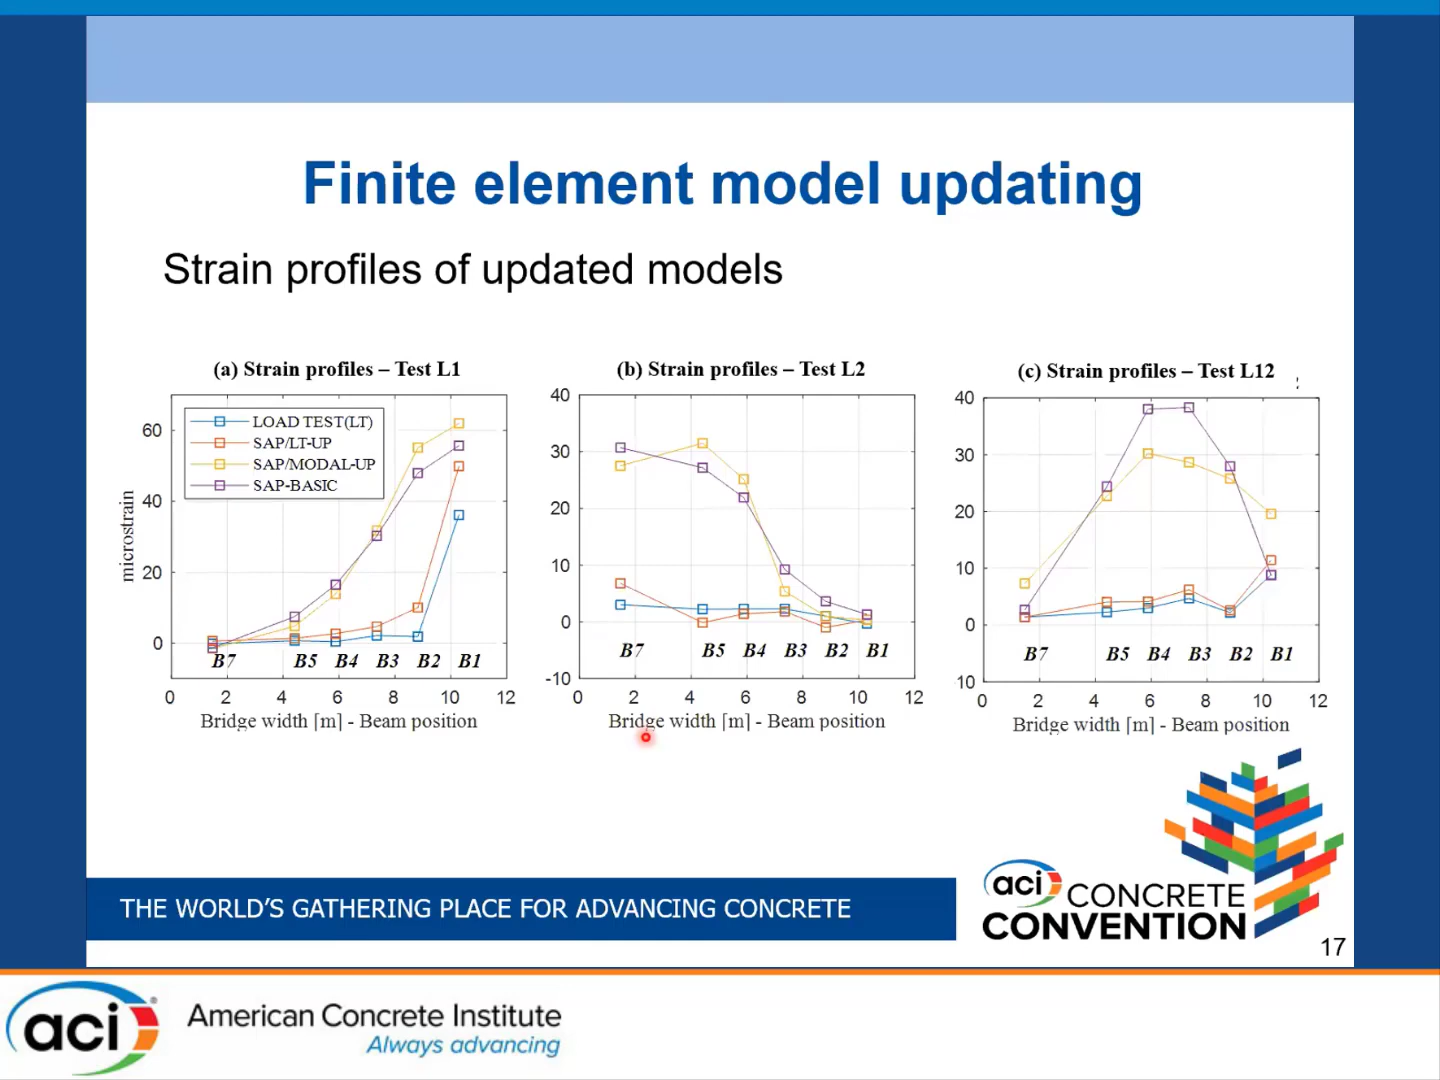 Finite element model updating
Strain profiles of updated models
(a) Strain profiles – Test L1
60
40
20
0
microstrain
LOAD TEST(LT)
SAP/LT-UP
SAP/MODAL-UP
SAP-BASIC
B7 B5 B4 B3 B2 B1
0 2 4 6 8 10 12
Bridge width [m] - Beam position
(b) Strain profiles – Test L2
40
30
20
10
0
-10
B7 B5 B4 B3 B2 B1
0 2 4 6 8 10 12
Bridge width [m] - Beam position
(c) Strain profiles – Test L12
40
30
20
10
0
10
B7 B5 B4 B3 B2 B1
0 2 4 6 8 10 12
Bridge width [m] - Beam position
THE WORLD'S GATHERING PLACE FOR ADVANCING CONCRETE
aci CONCRETE
CONVENTION
17
aci
American Concrete Institute
Always advancing